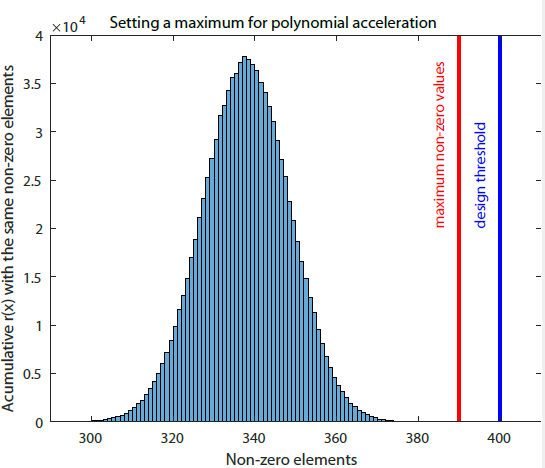 Setting a maximum for polynomial acceleration
×10⁴
4
3.5
3
2.5
2
1.5
1
0.5
0
Acumulative r(x) with the same non-zero elements
maximum non-zero values
design threshold
300 320 340 360 380 400
Non-zero elements